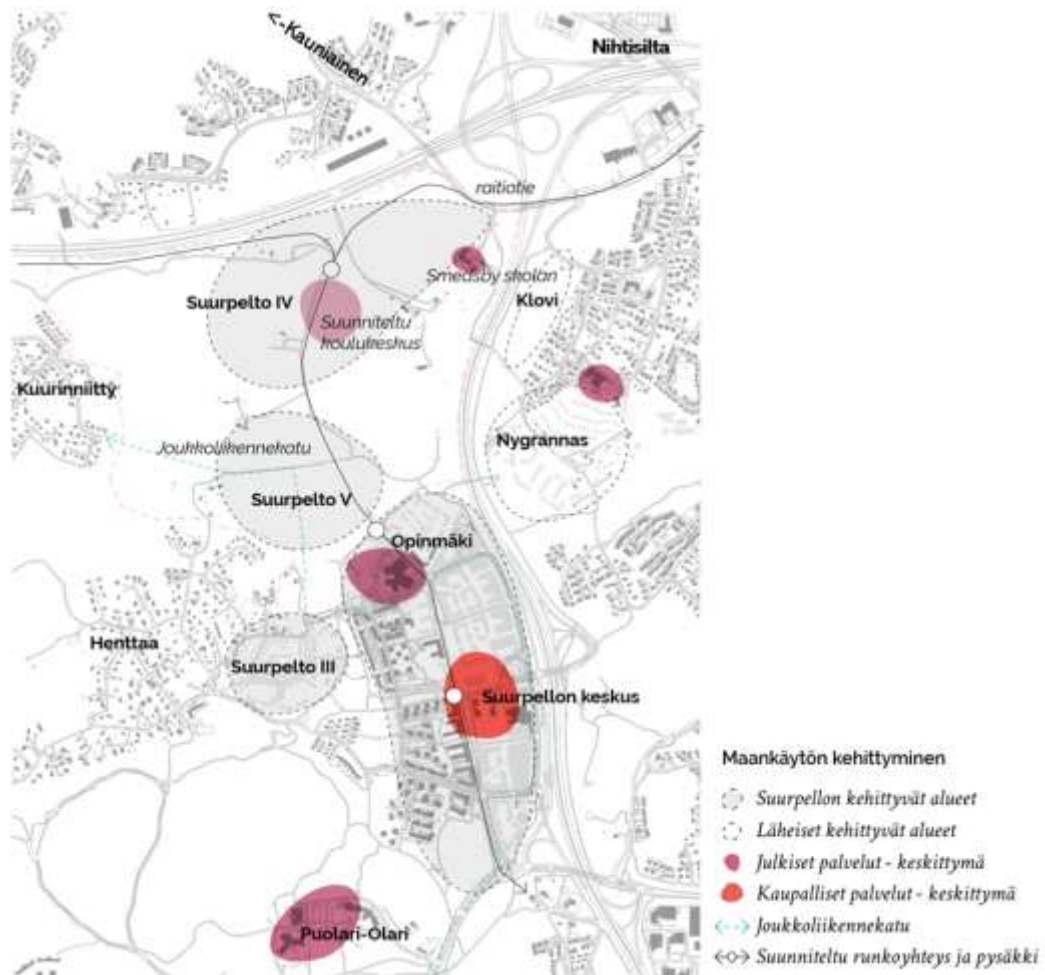 <--Kauniainen
Nihtisilta
raitiotie
Smedsby skolan
Suurpelto IV
Klovi
Suunniteltu
koulukeskus
Kuurinniitty
Joukkoliikennekatu
Nygrannas
Suurpelto V
Opinmäki
Henttaa
Suurpelto III
Suurpellon keskus
Puolari-Olari
Maankäytön kehittyminen
Suurpellon kehittyvät alueet
Läheiset kehittyvät alueet
Julkiset palvelut - keskittymä
Kaupalliset palvelut - keskittymä
Joukkoliikennekatu
Suunniteltu runkoyhteys ja pysäkki